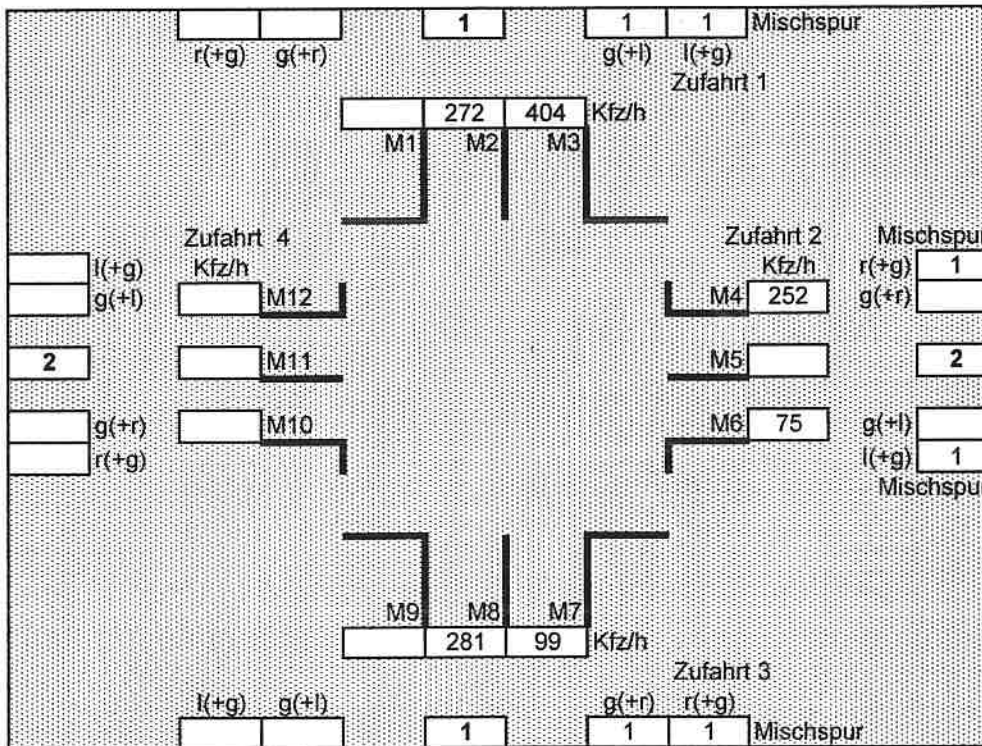 1 1 1 Mischspur
r(+g) g(+r) g(+l) l(+g)
Zufahrt 1
272 404 Kfz/h
M1 M2 M3
Zufahrt 4 Zufahrt 2 Mischspur
l(+g) Kfz/h Kfz/h r(+g) 1
g(+l) M12 M4 252 g(+r)
2 M11 M5 2
g(+r) M10 M6 75 g(+l)
r(+g) l(+g) 1
Mischspur
M9 M8 M7
281 99 Kfz/h
Zufahrt 3
l(+g) g(+l) g(+r) r(+g)
1 1 1 Mischspur